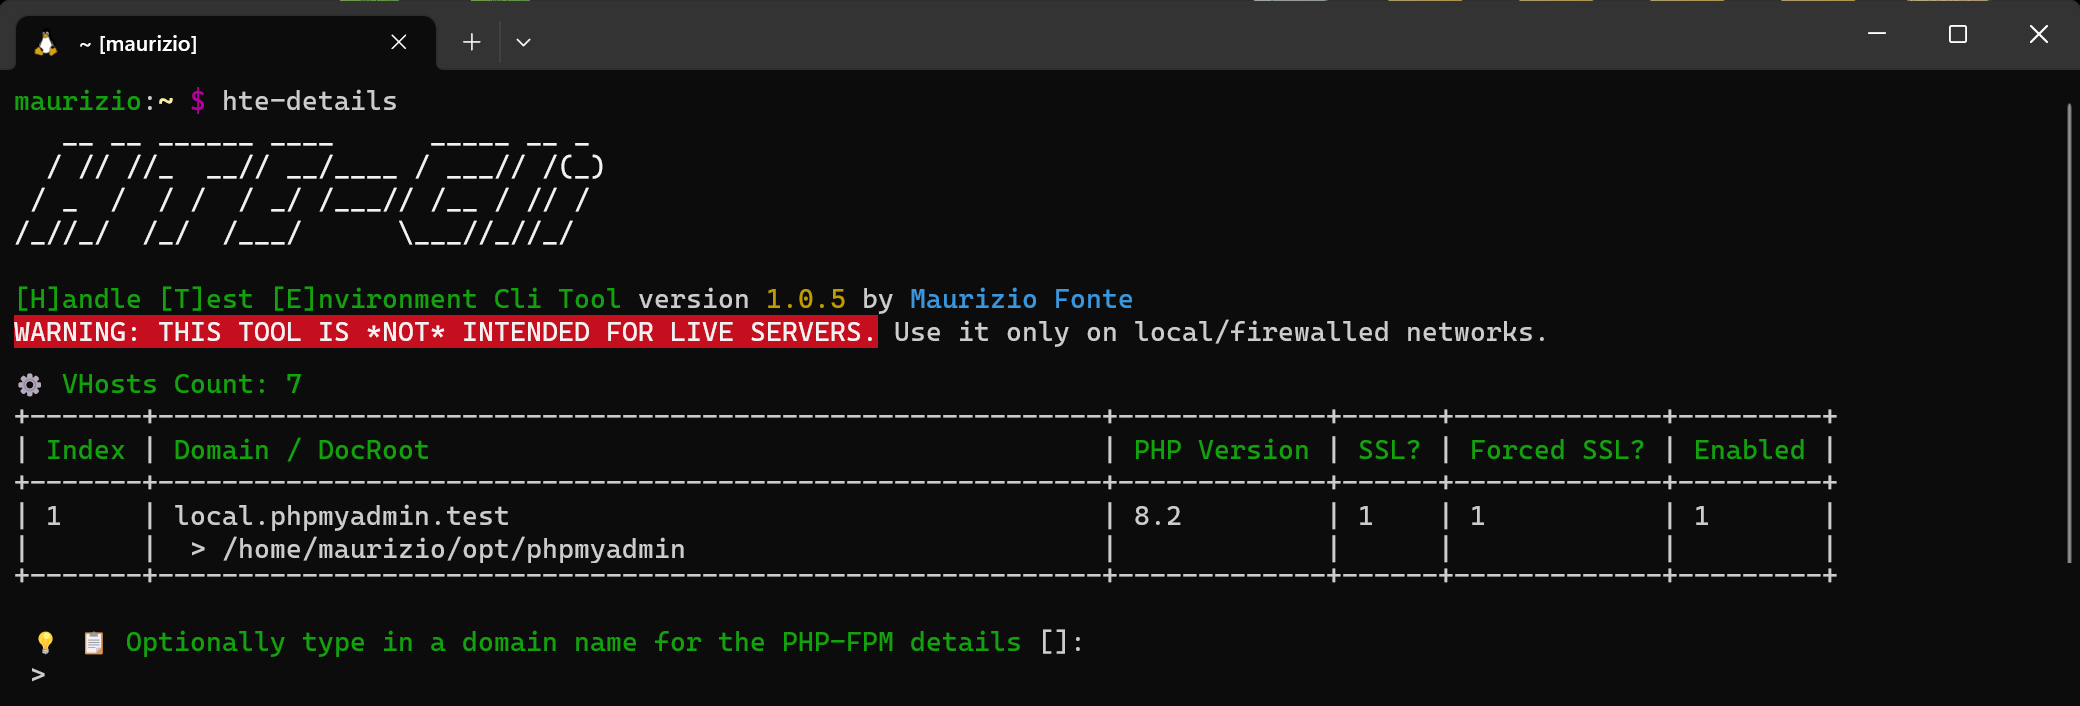 ~ [maurizio]
maurizio:~ $ hte-details
    __ __ ______ ____      _____ __ _
  / // //_  __// __/____ / ___// /(_)
 / _  /  / /  / _/ /___// /__ / // /
/_//_/  /_/  /___/      \___//_//_/
[H]andle [T]est [E]nvironment Cli Tool version 1.0.5 by Maurizio Fonte
WARNING: THIS TOOL IS *NOT* INTENDED FOR LIVE SERVERS. Use it only on local/firewalled networks.
VHosts Count: 7
+-------+-----------------------------------------------------------+-------------+------+-------------+---------+
| Index | Domain / DocRoot                                          | PHP Version | SSL? | Forced SSL? | Enabled |
+-------+-----------------------------------------------------------+-------------+------+-------------+---------+
| 1     | local.phpmyadmin.test                                     | 8.2         | 1    | 1           | 1       |
|       |  > /home/maurizio/opt/phpmyadmin                          |             |      |             |         |
+-------+-----------------------------------------------------------+-------------+------+-------------+---------+
💡 📋 Optionally type in a domain name for the PHP-FPM details []:
>